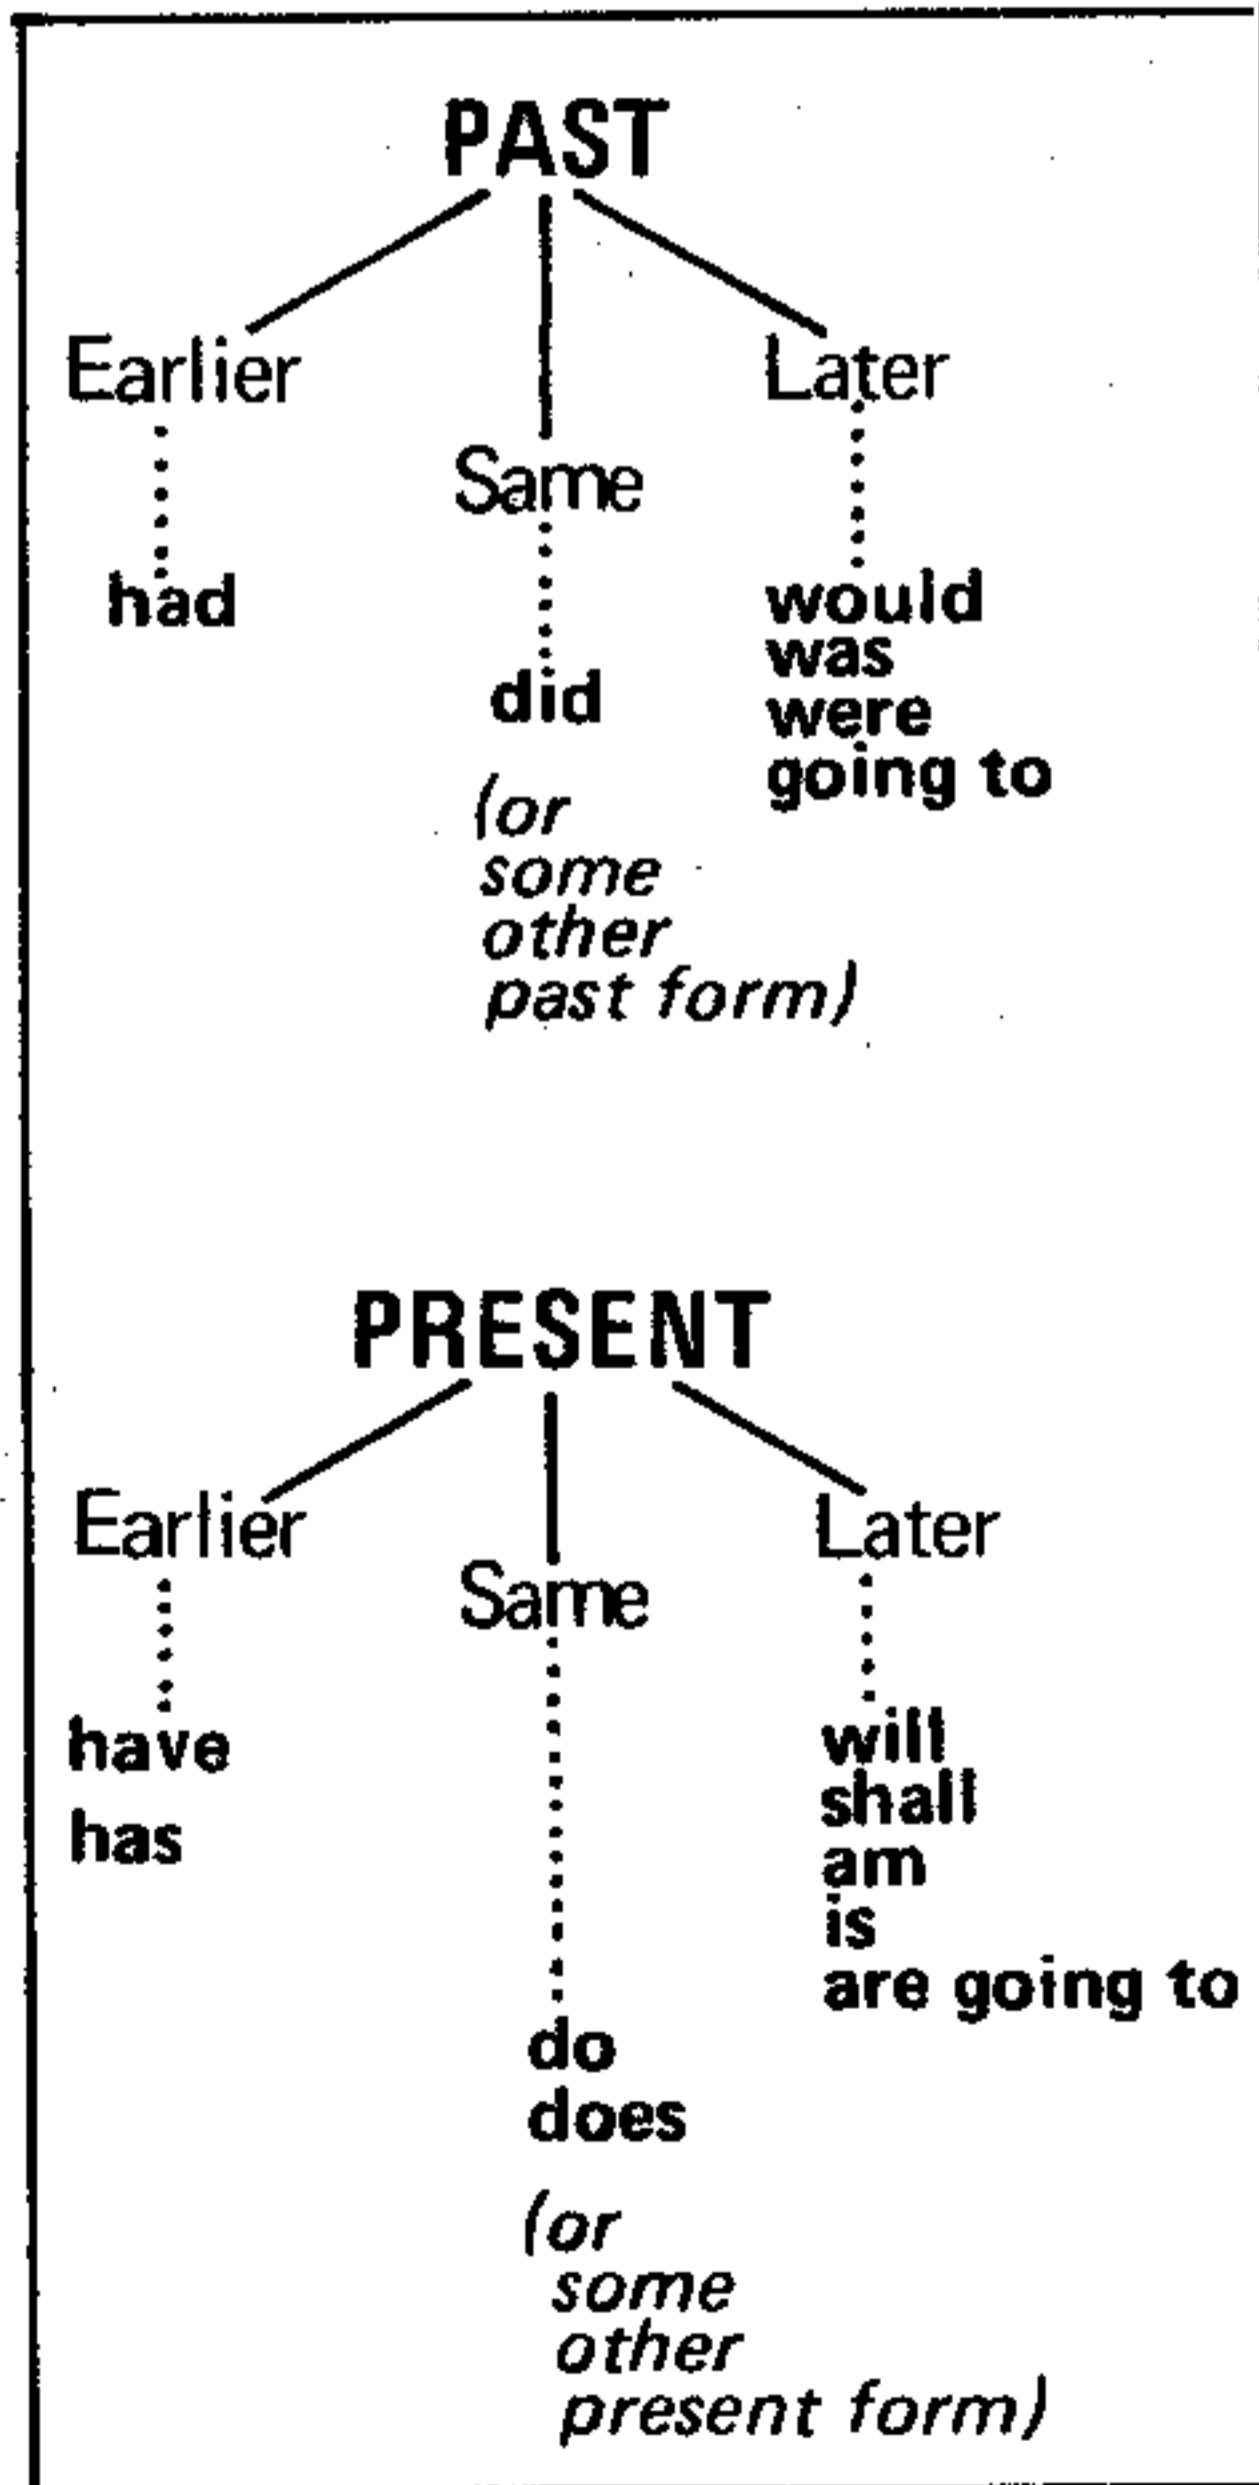 PAST
Earlier
Later
Same
had
would
was
did
were
going to
(or
some
other
past form)
PRESENT
Earlier
Later
Same
have
will
shall
has
am
is
are going to
do
does
(or
some
other
present form)